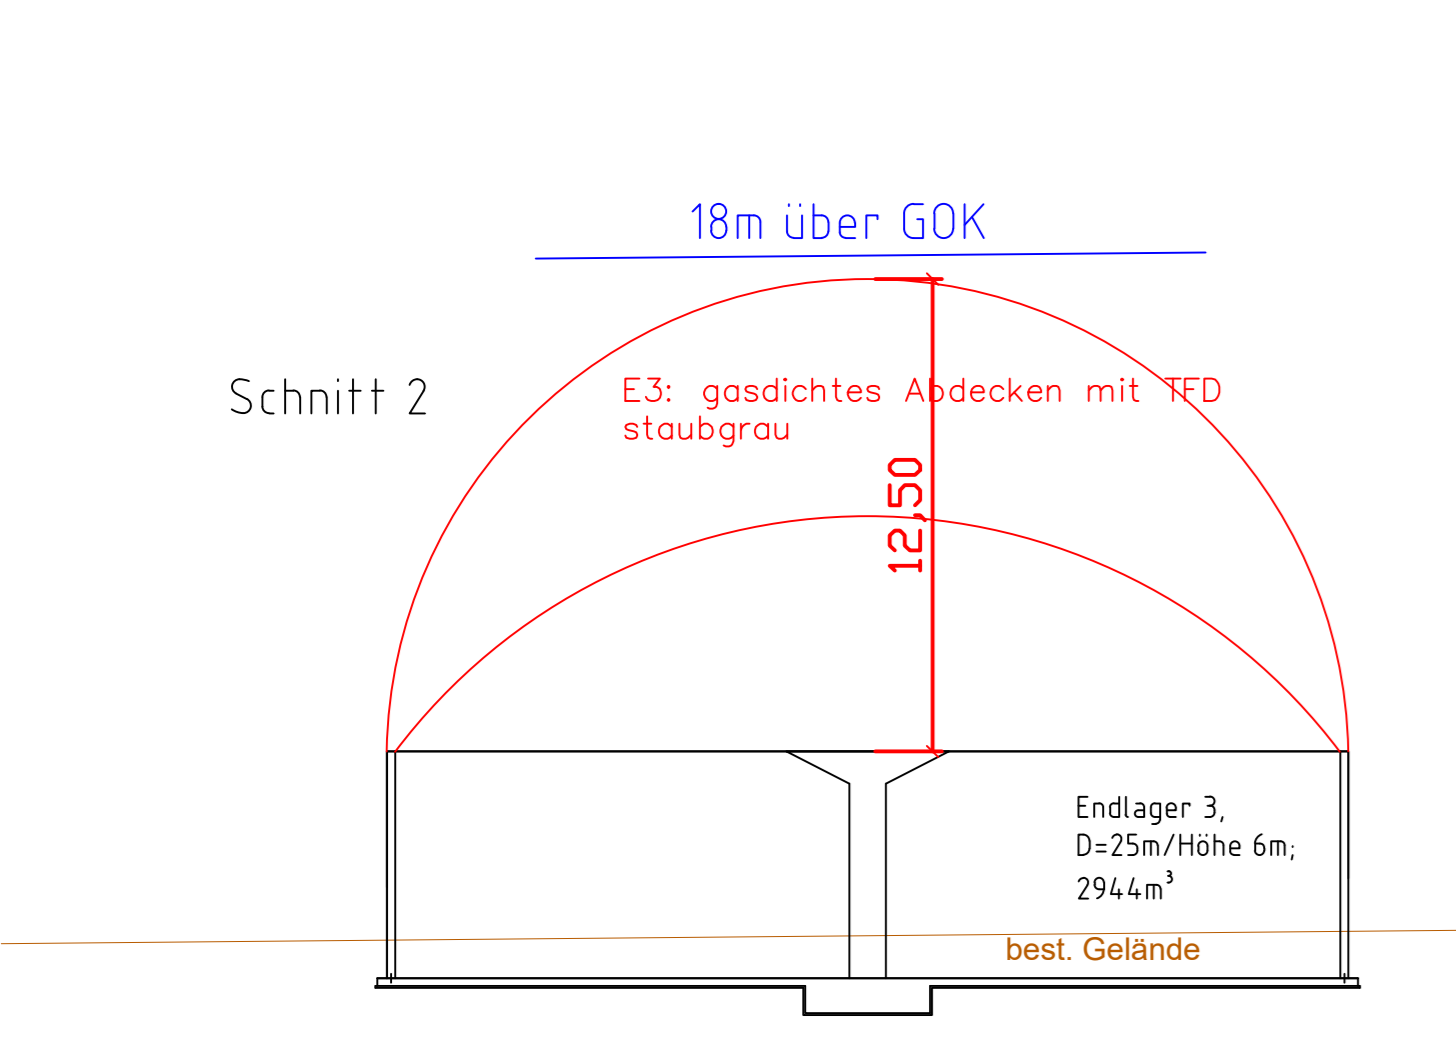 18m über GOK
Schnitt 2
E3: gasdichtes Abdecken mit TFD
staubgrau
12,50
Endlager 3,
D=25m/Höhe 6m;
2944m³
best. Gelände